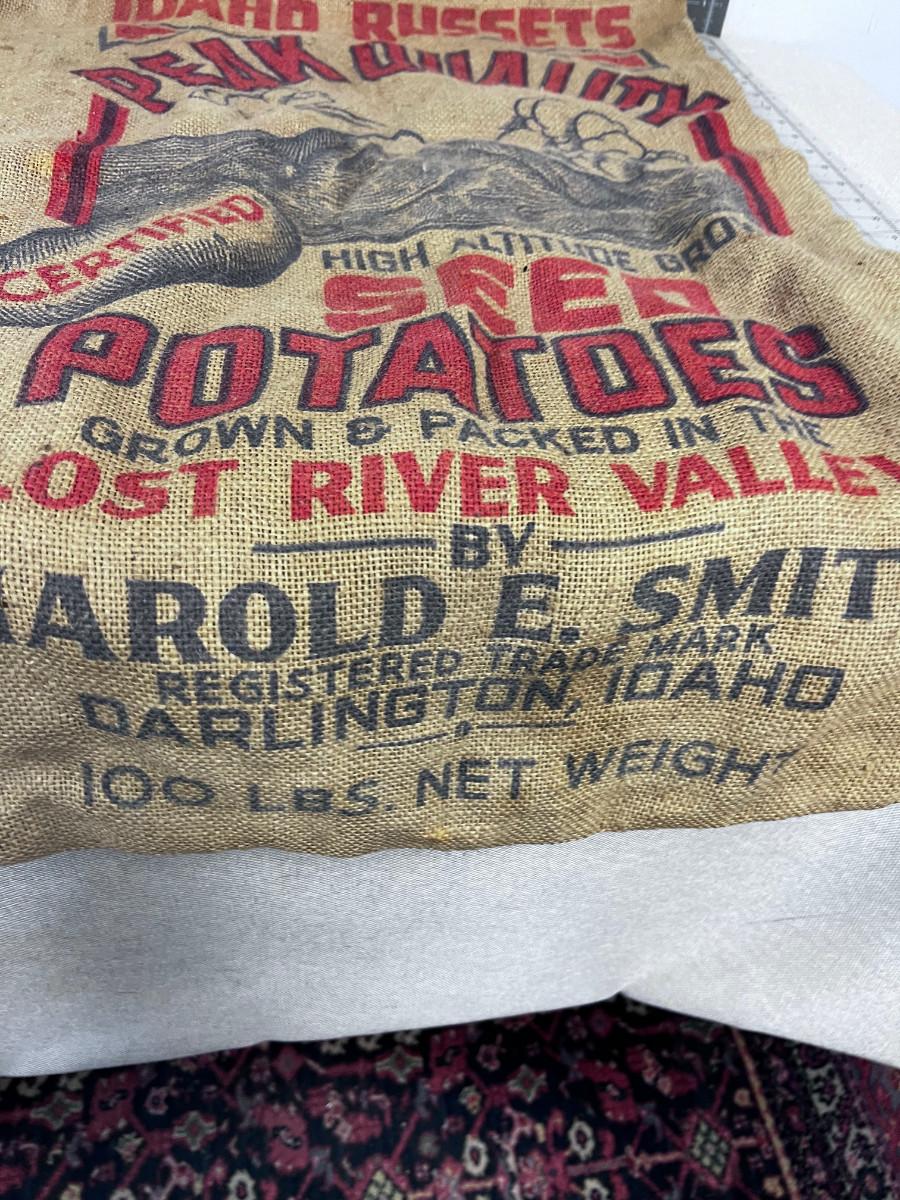 IDAHO RUSSETS
PEAK QUALITY
CERTIFIED
HIGH ALTITUDE GROW
SEED
POTATOES
GROWN & PACKED IN THE
LOST RIVER VALLEY
BY
HAROLD E. SMIT
REGISTERED TRADE MARK
DARLINGTON, IDAHO
100 LBS. NET WEIGHT